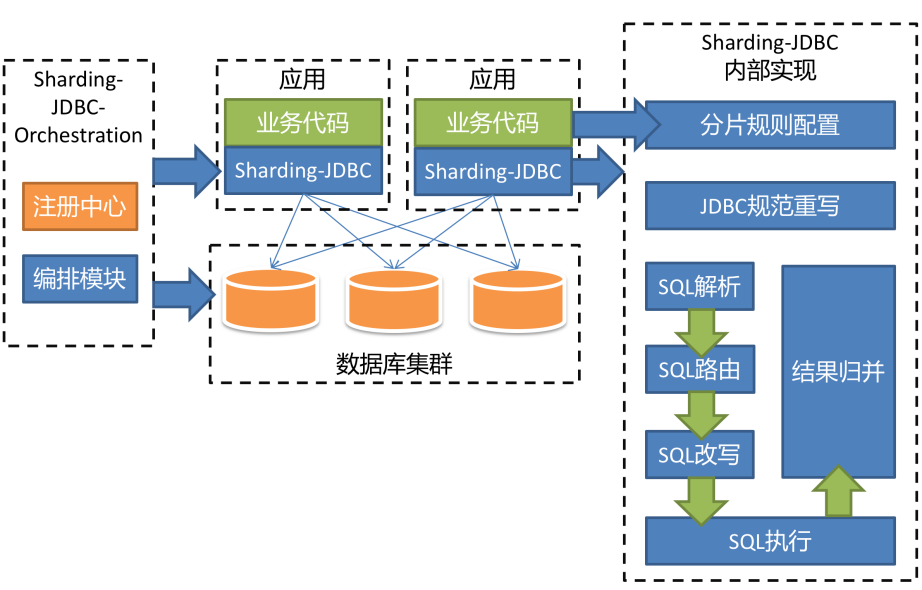 Sharding-
JDBC-
Orchestration
注册中心
编排模块
应用
业务代码
Sharding-JDBC
应用
业务代码
Sharding-JDBC
数据库集群
Sharding-JDBC
内部实现
分片规则配置
JDBC规范重写
SQL解析
SQL路由
SQL改写
结果归并
SQL执行